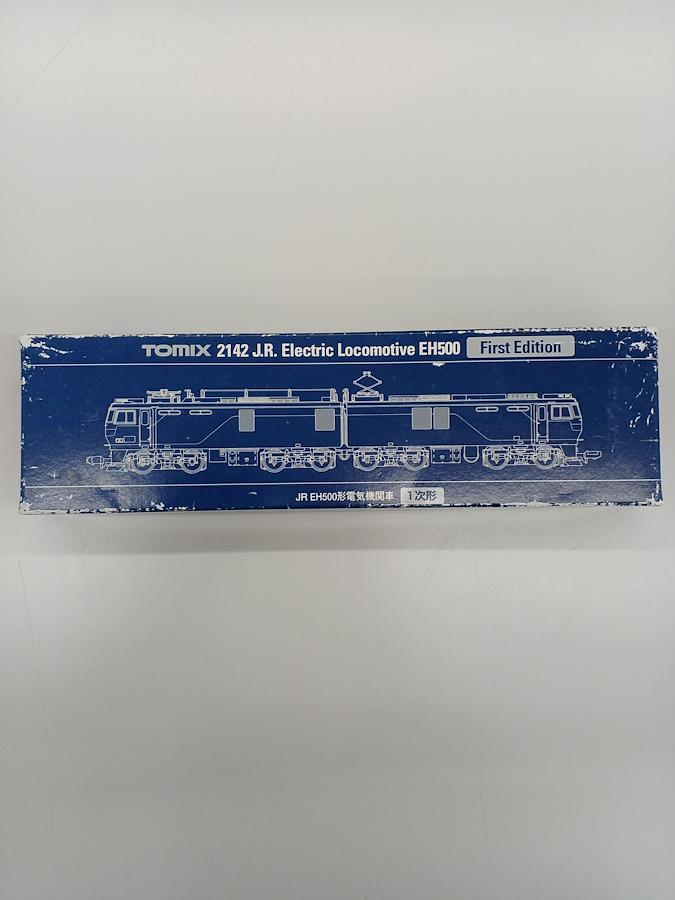 TOMIX 2142 J.R. Electric Locomotive EH500 First Edition
JR EH500形電気機関車 1次形